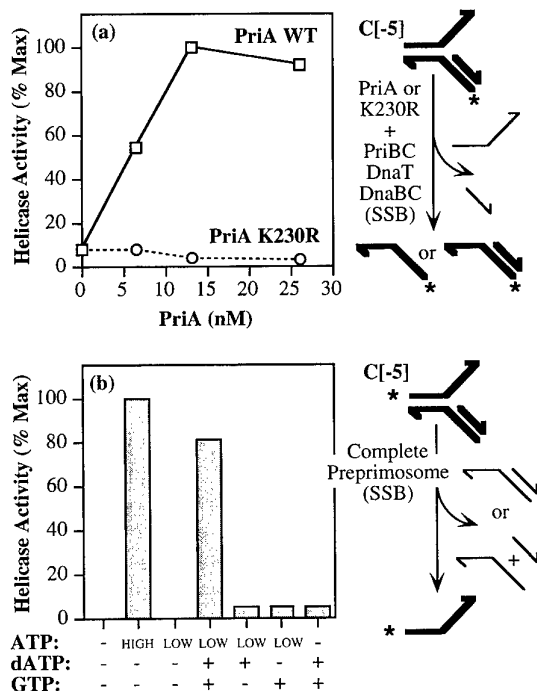 (a)
PriA WT
PriA K230R
Helicase Activity (% Max)
100
80
60
40
20
0
0 5 10 15 20 25 30
PriA (nM)
C[-5]
*
PriA or
K230R
+
PriBC
DnaT
DnaBC
(SSB)
or
* *
(b)
Helicase Activity (% Max)
100
80
60
40
20
0
ATP: - HIGH LOW LOW LOW LOW -
dATP: - - - + + - +
GTP: - - - + - + +
C[-5]
*
Complete
Preprimosome
(SSB)
or
+
*